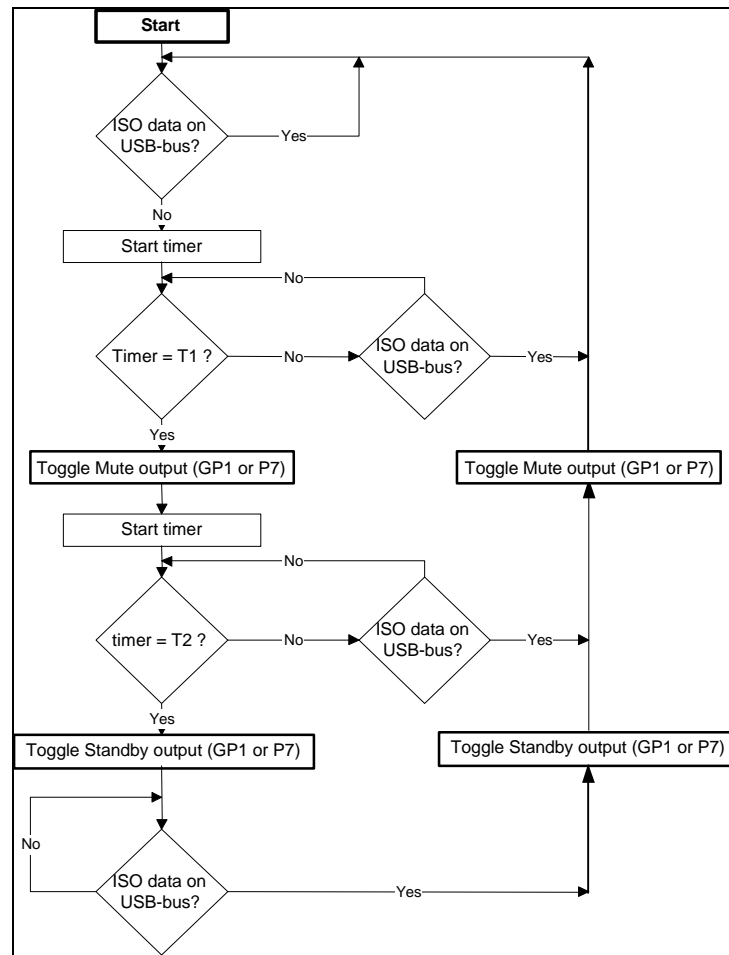 Start
ISO data on
USB-bus?
Yes
No
Start timer
No
Timer = T1 ?
No
ISO data on
USB-bus?
Yes
Yes
Toggle Mute output (GP1 or P7)
Toggle Mute output (GP1 or P7)
Start timer
No
timer = T2 ?
No
ISO data on
USB-bus?
Yes
Yes
Toggle Standby output (GP1 or P7)
Toggle Standby output (GP1 or P7)
No
ISO data on
USB-bus?
Yes